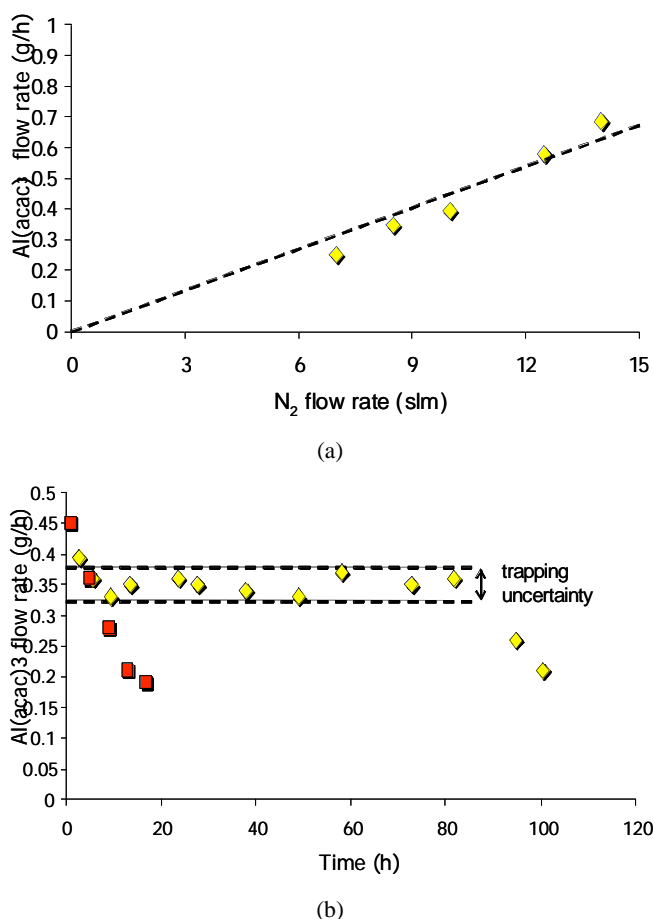 1
0.9
0.8
0.7
0.6
0.5
0.4
0.3
0.2
0.1
0
Al(acac)3 flow rate (g/h)
0 3 6 9 12 15
N2 flow rate (slm)
(a)
0.5
0.45
0.4
0.35
0.3
0.25
0.2
0.15
0.1
0.05
0
Al(acac)3 flow rate (g/h)
trapping
uncertainty
0 20 40 60 80 100 120
Time (h)
(b)